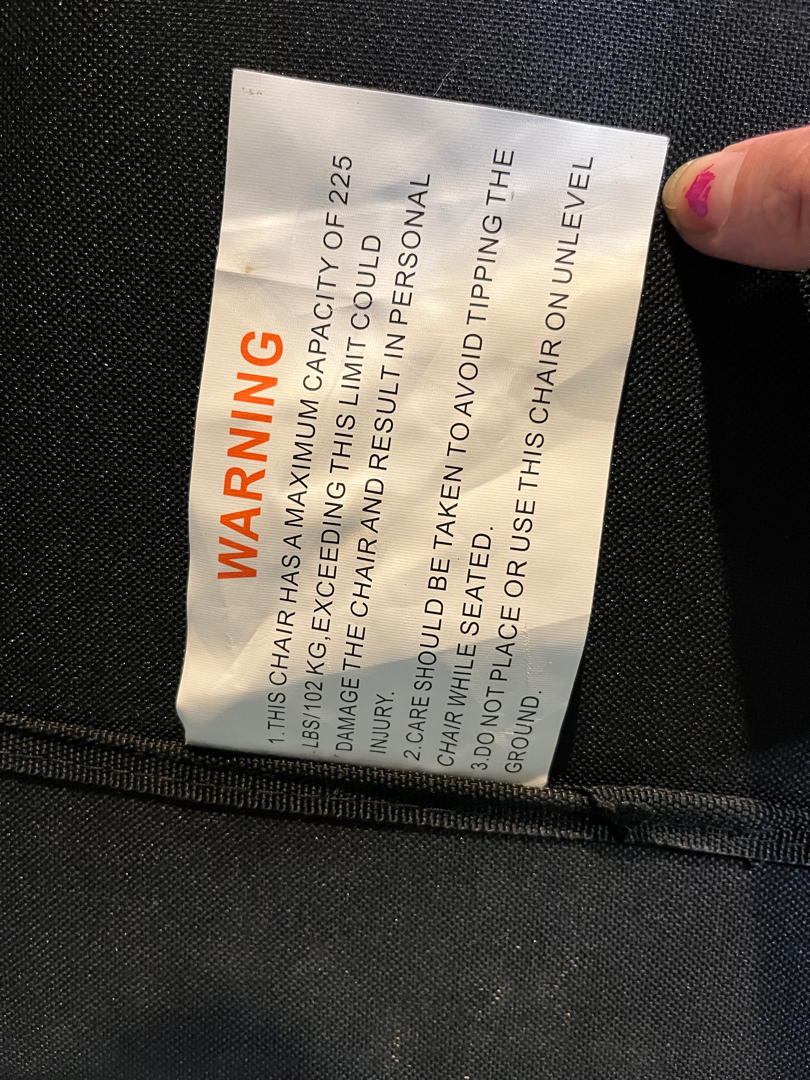 WARNING
1.THIS CHAIR HAS A MAXIMUM CAPACITY OF 225
LBS/102 KG,EXCEEDING THIS LIMIT COULD
DAMAGE THE CHAIR AND RESULT IN PERSONAL
INJURY.
2.CARE SHOULD BE TAKEN TO AVOID TIPPING THE
CHAIR WHILE SEATED.
3.DO NOT PLACE OR USE THIS CHAIR ON UNLEVEL
GROUND.